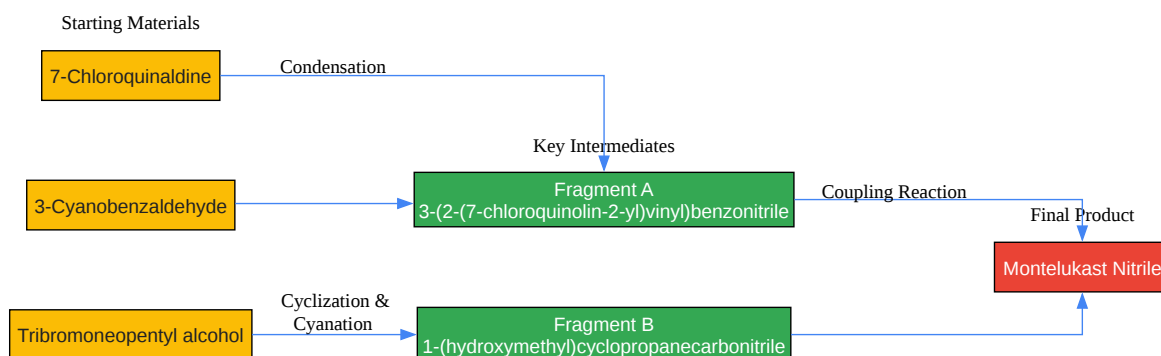 Starting Materials
7-Chloroquinaldine
Condensation
Key Intermediates
3-Cyanobenzaldehyde
Fragment A
3-(2-(7-chloroquinolin-2-yl)vinyl)benzonitrile
Coupling Reaction
Final Product
Montelukast Nitrile
Tribromoneopentyl alcohol
Cyclization &
Cyanation
Fragment B
1-(hydroxymethyl)cyclopropanecarbonitrile